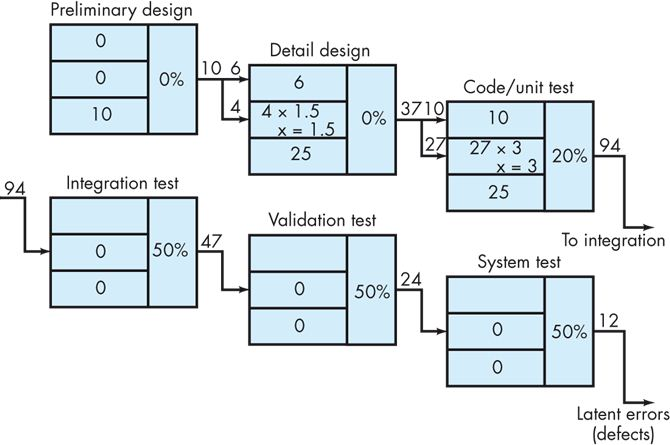 Preliminary design
0
0
10
0%
10 6
4
Detail design
6
4 × 1.5
x = 1.5
25
0%
37 10
27
Code/unit test
10
27 × 3
x = 3
25
20%
94
To integration
94
Integration test
0
0
50%
47
Validation test
0
0
50%
24
System test
0
0
50%
12
Latent errors
(defects)